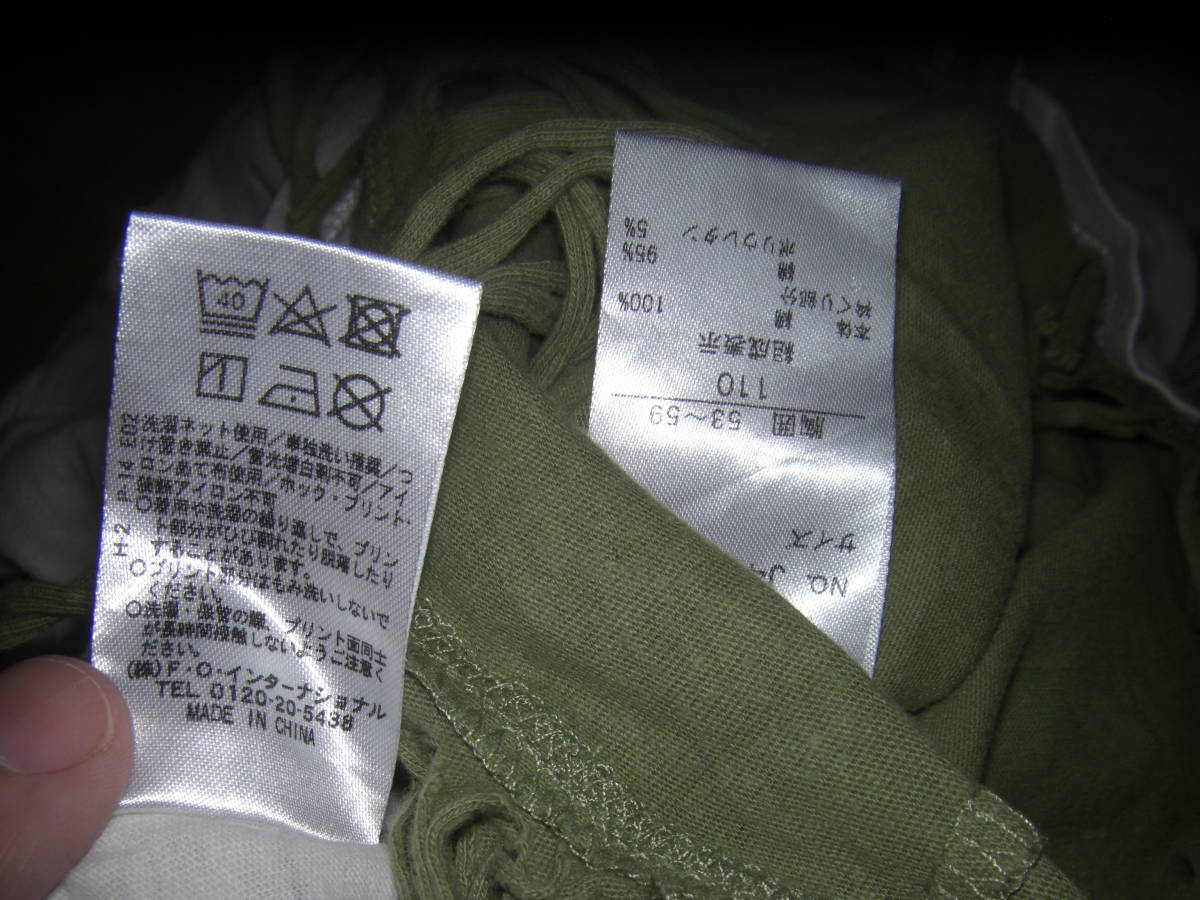 40
洗濯ネット使用/単独洗い推奨/つ
け置き禁止/蛍光増白剤不可/アイ
ロンあて布使用/ホック・プリント・
装飾アイロン不可
○着用や洗濯の繰り返しで、プリン
ト部分がひび割れたり脱落したり
することがあります。
○プリント部分はもみ洗いしないで
ください。
○洗濯・保管の際、プリント面同士
が長時間接触しないようご注意く
ださい。
(株)F・O・インターナショナル
TEL 0120-20-5438
MADE IN CHINA
H-2 P-14 E02
NO. J-
サイズ
胸囲 53~59
110
組成表示
本体
綿 100%
衿ぐり部分
綿 95%
ポリウレタン 5%